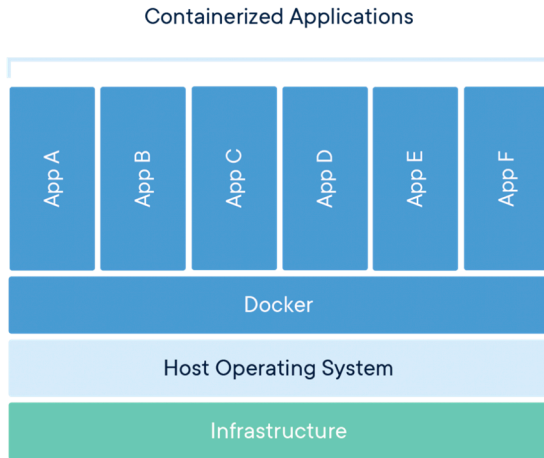 Containerized Applications
App A
App B
App C
App D
App E
App F
Docker
Host Operating System
Infrastructure